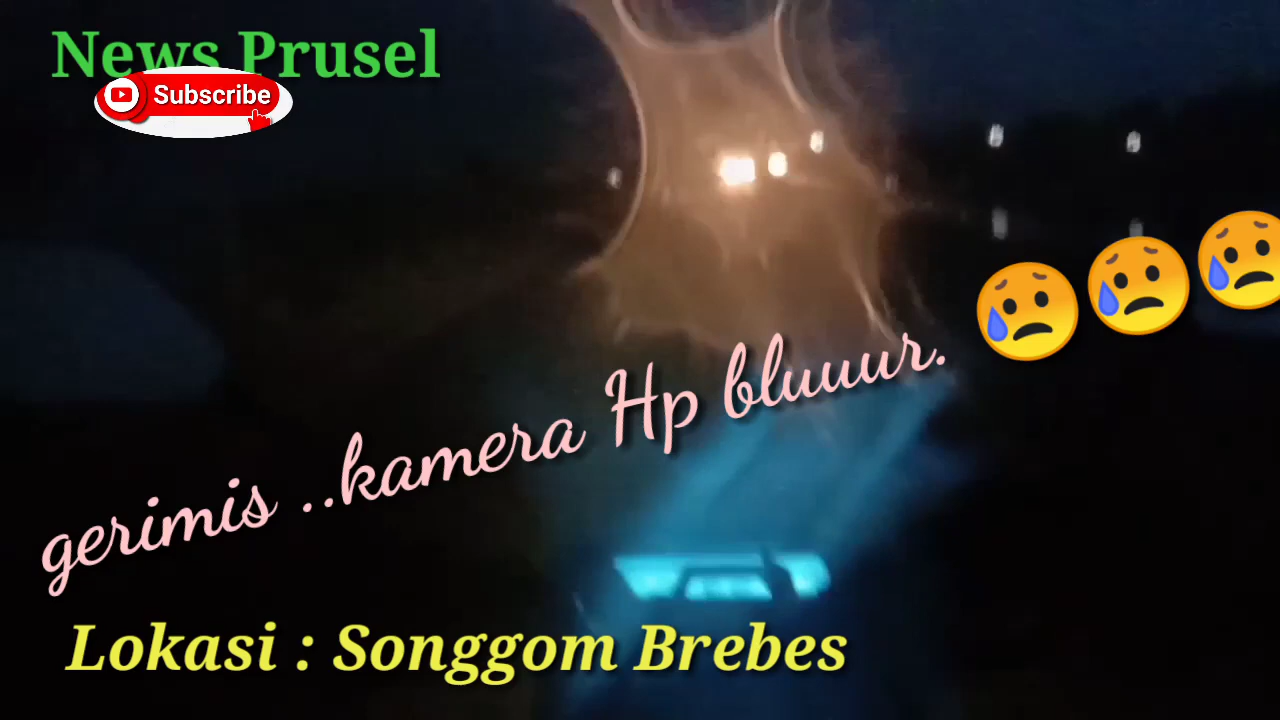 News Prusel
Subscribe
gerimis ..kamera Hp bluuur. 😥😥😥
Lokasi : Songgom Brebes